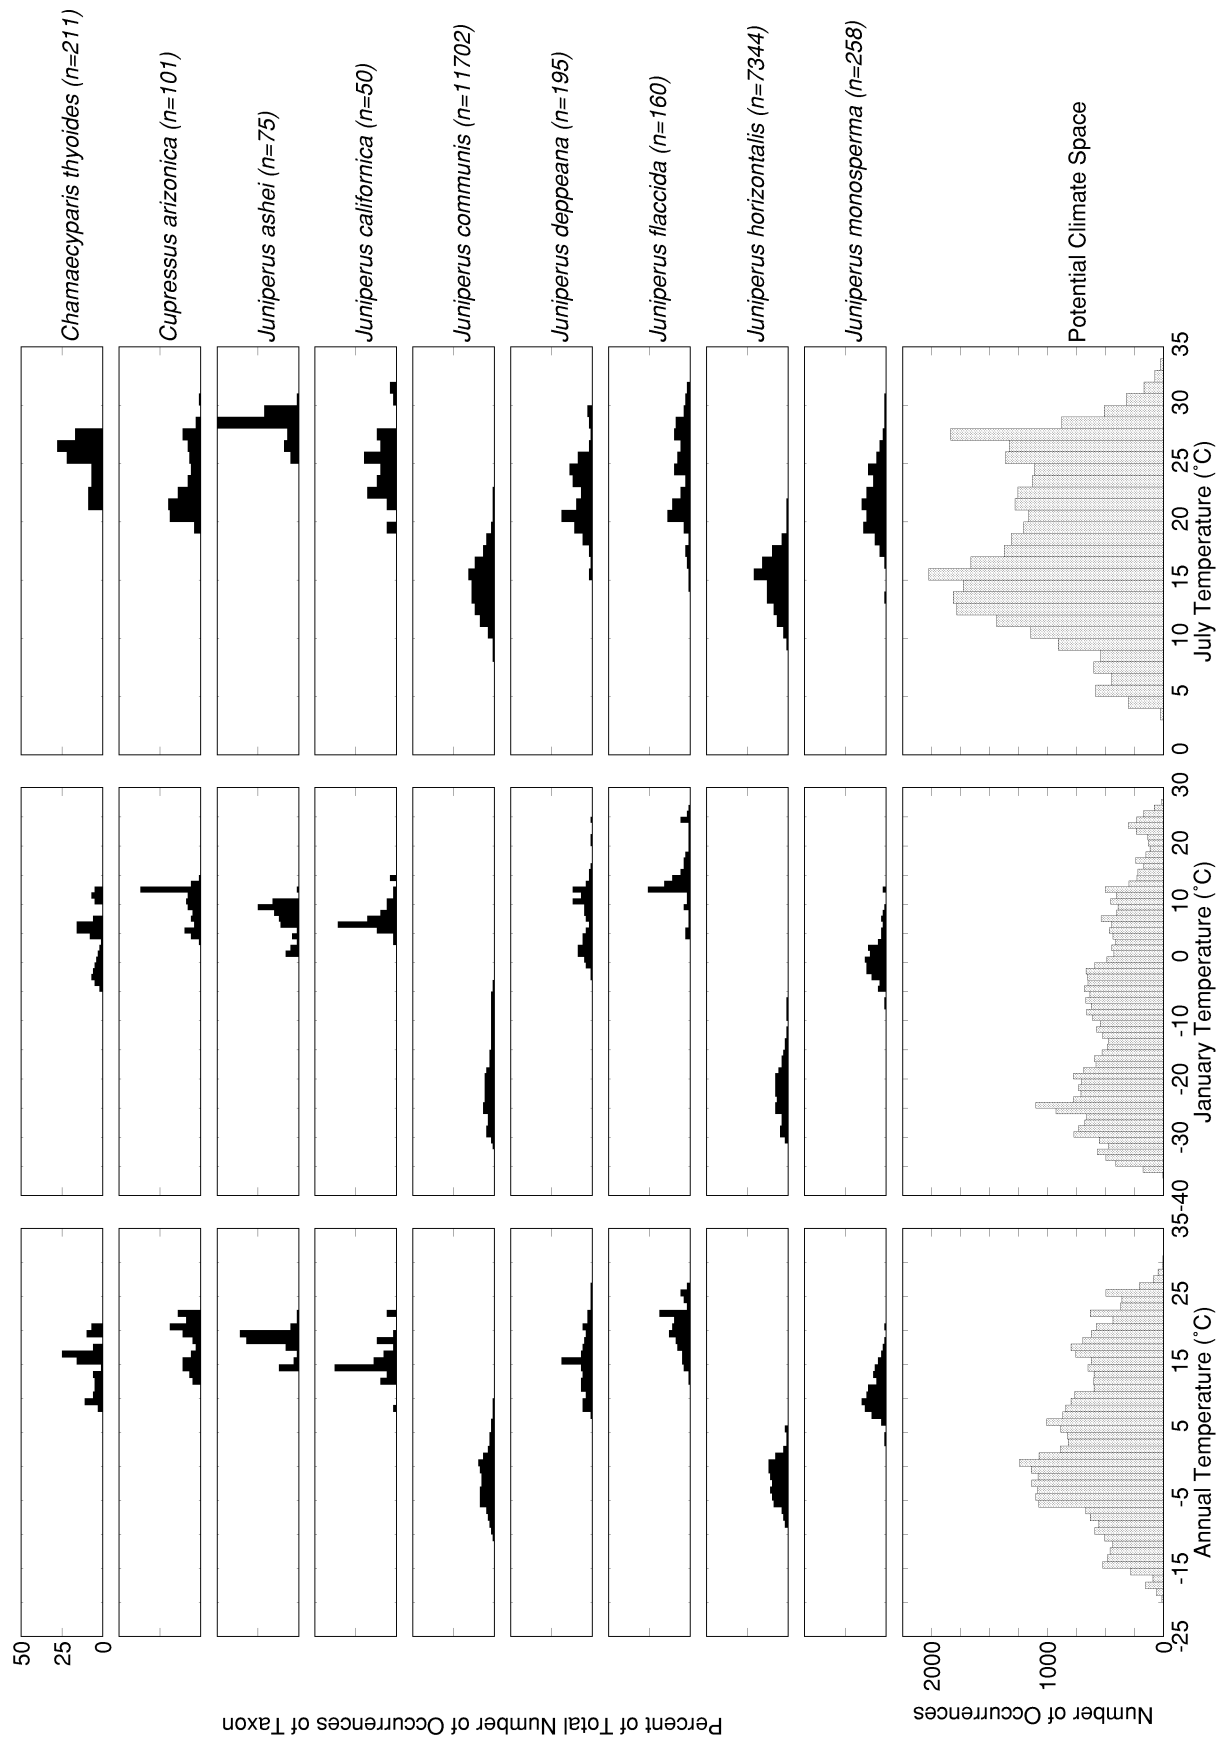 Chamaecyparis thyoides (n=211)
Cupressus arizonica (n=101)
Juniperus ashei (n=75)
Juniperus californica (n=50)
Juniperus communis (n=11702)
Juniperus deppeana (n=195)
Juniperus flaccida (n=160)
Juniperus horizontalis (n=7344)
Juniperus monosperma (n=258)
Potential Climate Space
50
25
0
Percent of Total Number of Occurrences of Taxon
2000
1000
0
Number of Occurrences
-25 -15 -5 5 15 25 35
Annual Temperature (˚C)
-40 -30 -20 -10 0 10 20 30
January Temperature (˚C)
0 5 10 15 20 25 30 35
July Temperature (˚C)